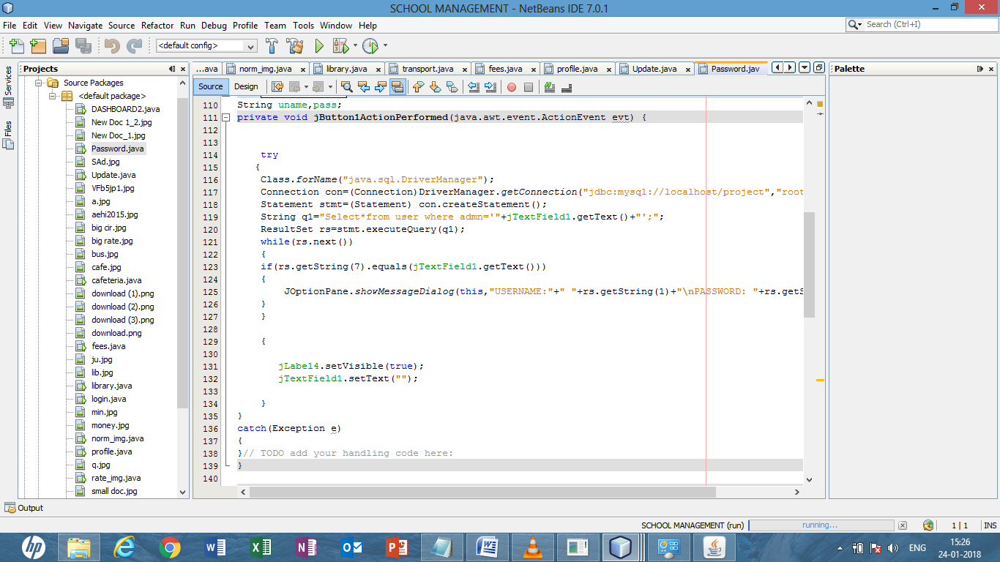 SCHOOL MANAGEMENT - NetBeans IDE 7.0.1
File Edit View Navigate Source Refactor Run Debug Profile Team Tools Window Help
Search (Ctrl+I)
<default config>
Services
Files
Projects
Source Packages
<default package>
DASHBOARD2.java
New Doc 1_2.jpg
New Doc_1.jpg
Password.java
SAd.jpg
Update.java
VFb5jp1.jpg
a.jpg
aehi2015.jpg
big cir.jpg
big rate.jpg
bus.jpg
cafe.jpg
cafeteria.java
download (1).png
download (2).png
download (3).png
download.png
fees.java
ju.jpg
lib.jpg
library.java
login.java
min.jpg
money.jpg
norm_img.java
profile.java
q.jpg
rate_img.java
small doc.jpg
...ava norm_img.java library.java transport.java fees.java profile.java Update.java Password.jav
Source Design
110 String uname,pass;
111 private void jButton1ActionPerformed(java.awt.event.ActionEvent evt) {
112
113
114 try
115 {
116 Class.forName("java.sql.DriverManager");
117 Connection con=(Connection)DriverManager.getConnection("jdbc:mysql://localhost/project","root
118 Statement stmt=(Statement) con.createStatement();
119 String q1="Select*from user where admn='"+jTextField1.getText()+"';";
120 ResultSet rs=stmt.executeQuery(q1);
121 while(rs.next())
122 {
123 if(rs.getString(7).equals(jTextField1.getText()))
124 {
125 JOptionPane.showMessageDialog(this,"USERNAME:"+" "+rs.getString(1)+"\nPASSWORD: "+rs.getS
126 }
127 }
128
129 {
130
131 jLabel4.setVisible(true);
132 jTextField1.setText("");
133
134 }
135 }
136 catch(Exception e)
137 {
138 }// TODO add your handling code here:
139 }
140
Palette
Output
SCHOOL MANAGEMENT (run) running... 1 | 1 INS
ENG
15:26
24-01-2018